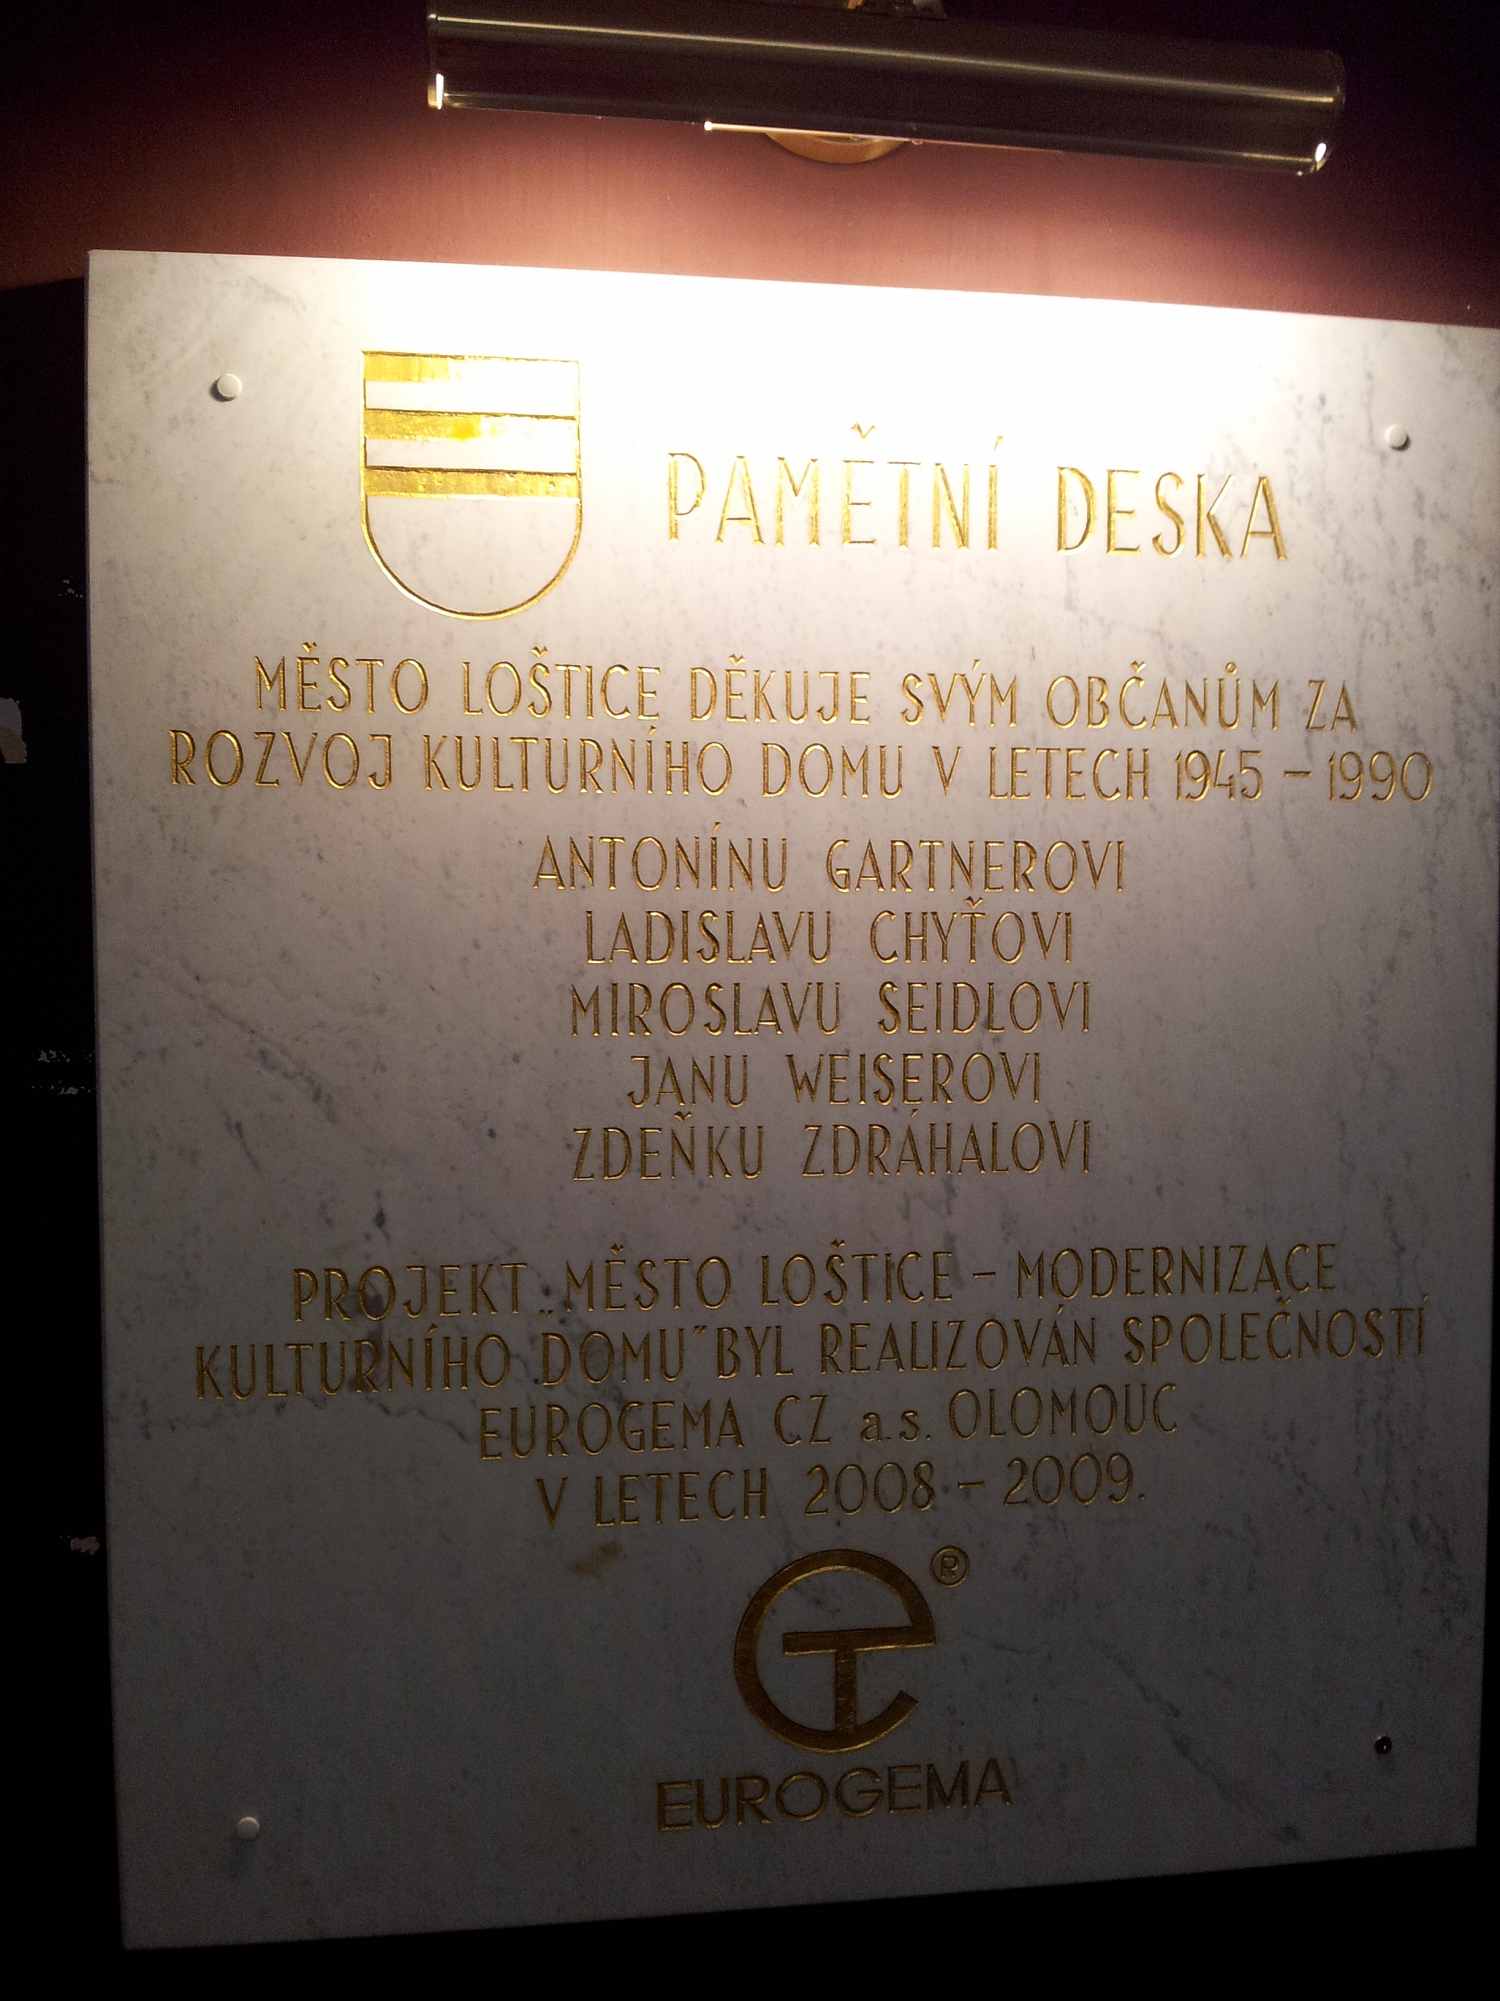 PAMĚTNÍ DESKA
MĚSTO LOŠTICE DĚKUJE SVÝM OBČANŮM ZA
ROZVOJ KULTURNÍHO DOMU V LETECH 1945 – 1990
ANTONÍNU GARTNEROVI
LADISLAVU CHYŤOVI
MIROSLAVU SEIDLOVI
JANU WEISEROVI
ZDEŇKU ZDRÁHALOVI
PROJEKT „MĚSTO LOŠTICE – MODERNIZACE
KULTURNÍHO DOMU" BYL REALIZOVÁN SPOLEČNOSTÍ
EUROGEMA CZ a.s. OLOMOUC
V LETECH 2008 – 2009.
®
EUROGEMA